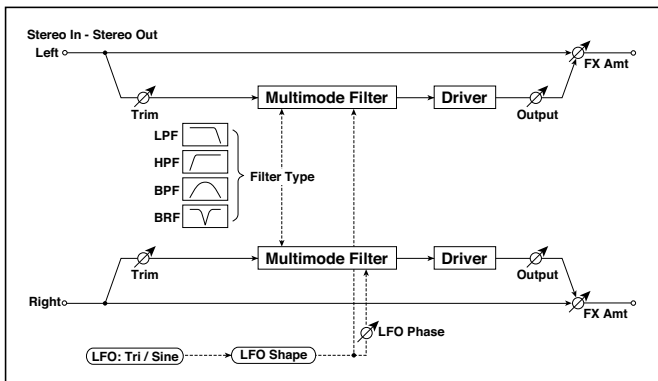 Stereo In - Stereo Out
Left
FX Amt
Multimode Filter
Driver
Trim
Output
LPF
HPF
BPF
BRF
Filter Type
Trim
Multimode Filter
Driver
Output
Right
FX Amt
LFO Phase
LFO: Tri / Sine
LFO Shape